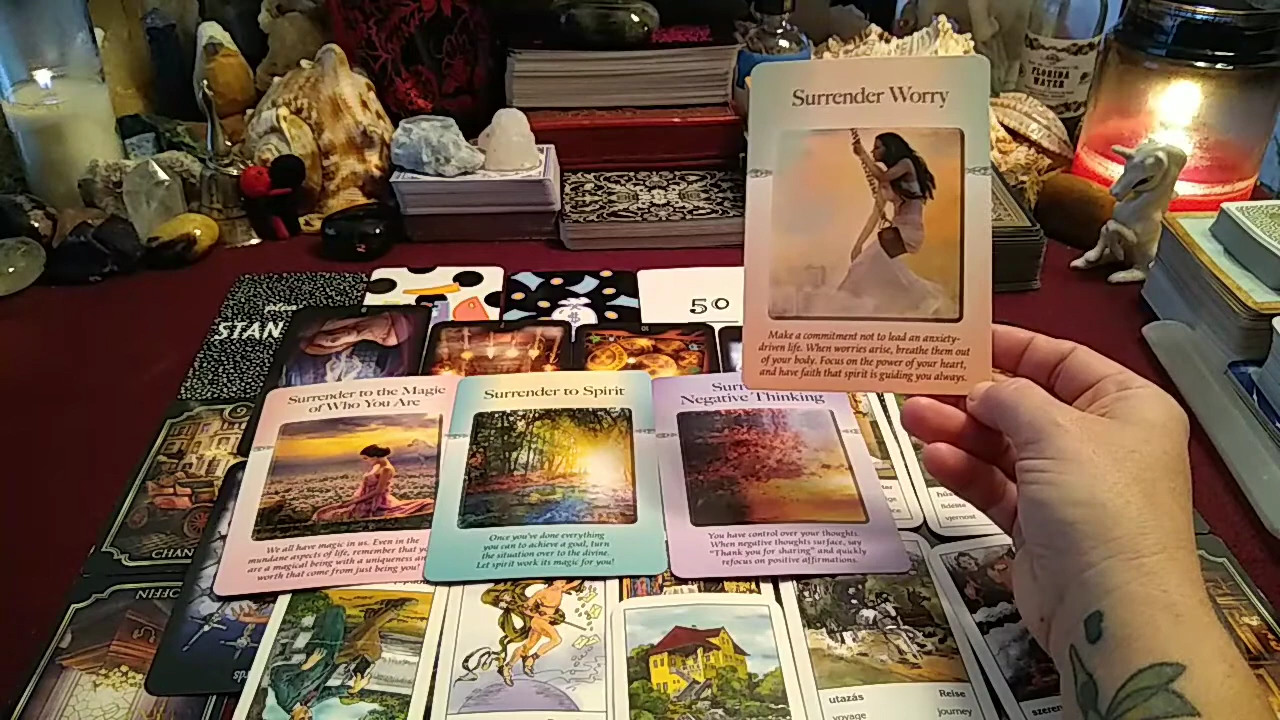 FLORIDA
WATER
Surrender Worry
Make a commitment not to lead an anxiety-
driven life. When worries arise, breathe them out
of your body. Focus on the power of your heart,
and have faith that spirit is guiding you always.
STAN
50
10
Surrender to the Magic
of Who You Are
We all have magic in us. Even in the
mundane aspects of life, remember that
are a magical being with a uniqueness
worth that come from just being you!
Surrender to Spirit
Once you've done everything
you can to achieve a goal, turn
the situation over to the divine.
Let spirit work its magic for you!
Negative Thinking
You have control over your thoughts.
When negative thoughts surface, say
"Thank you for sharing" and quickly
refocus on positive affirmations.
fidélité
vjernost
CHAN
COFFIN
utazás Reise
voyage journey
szeren